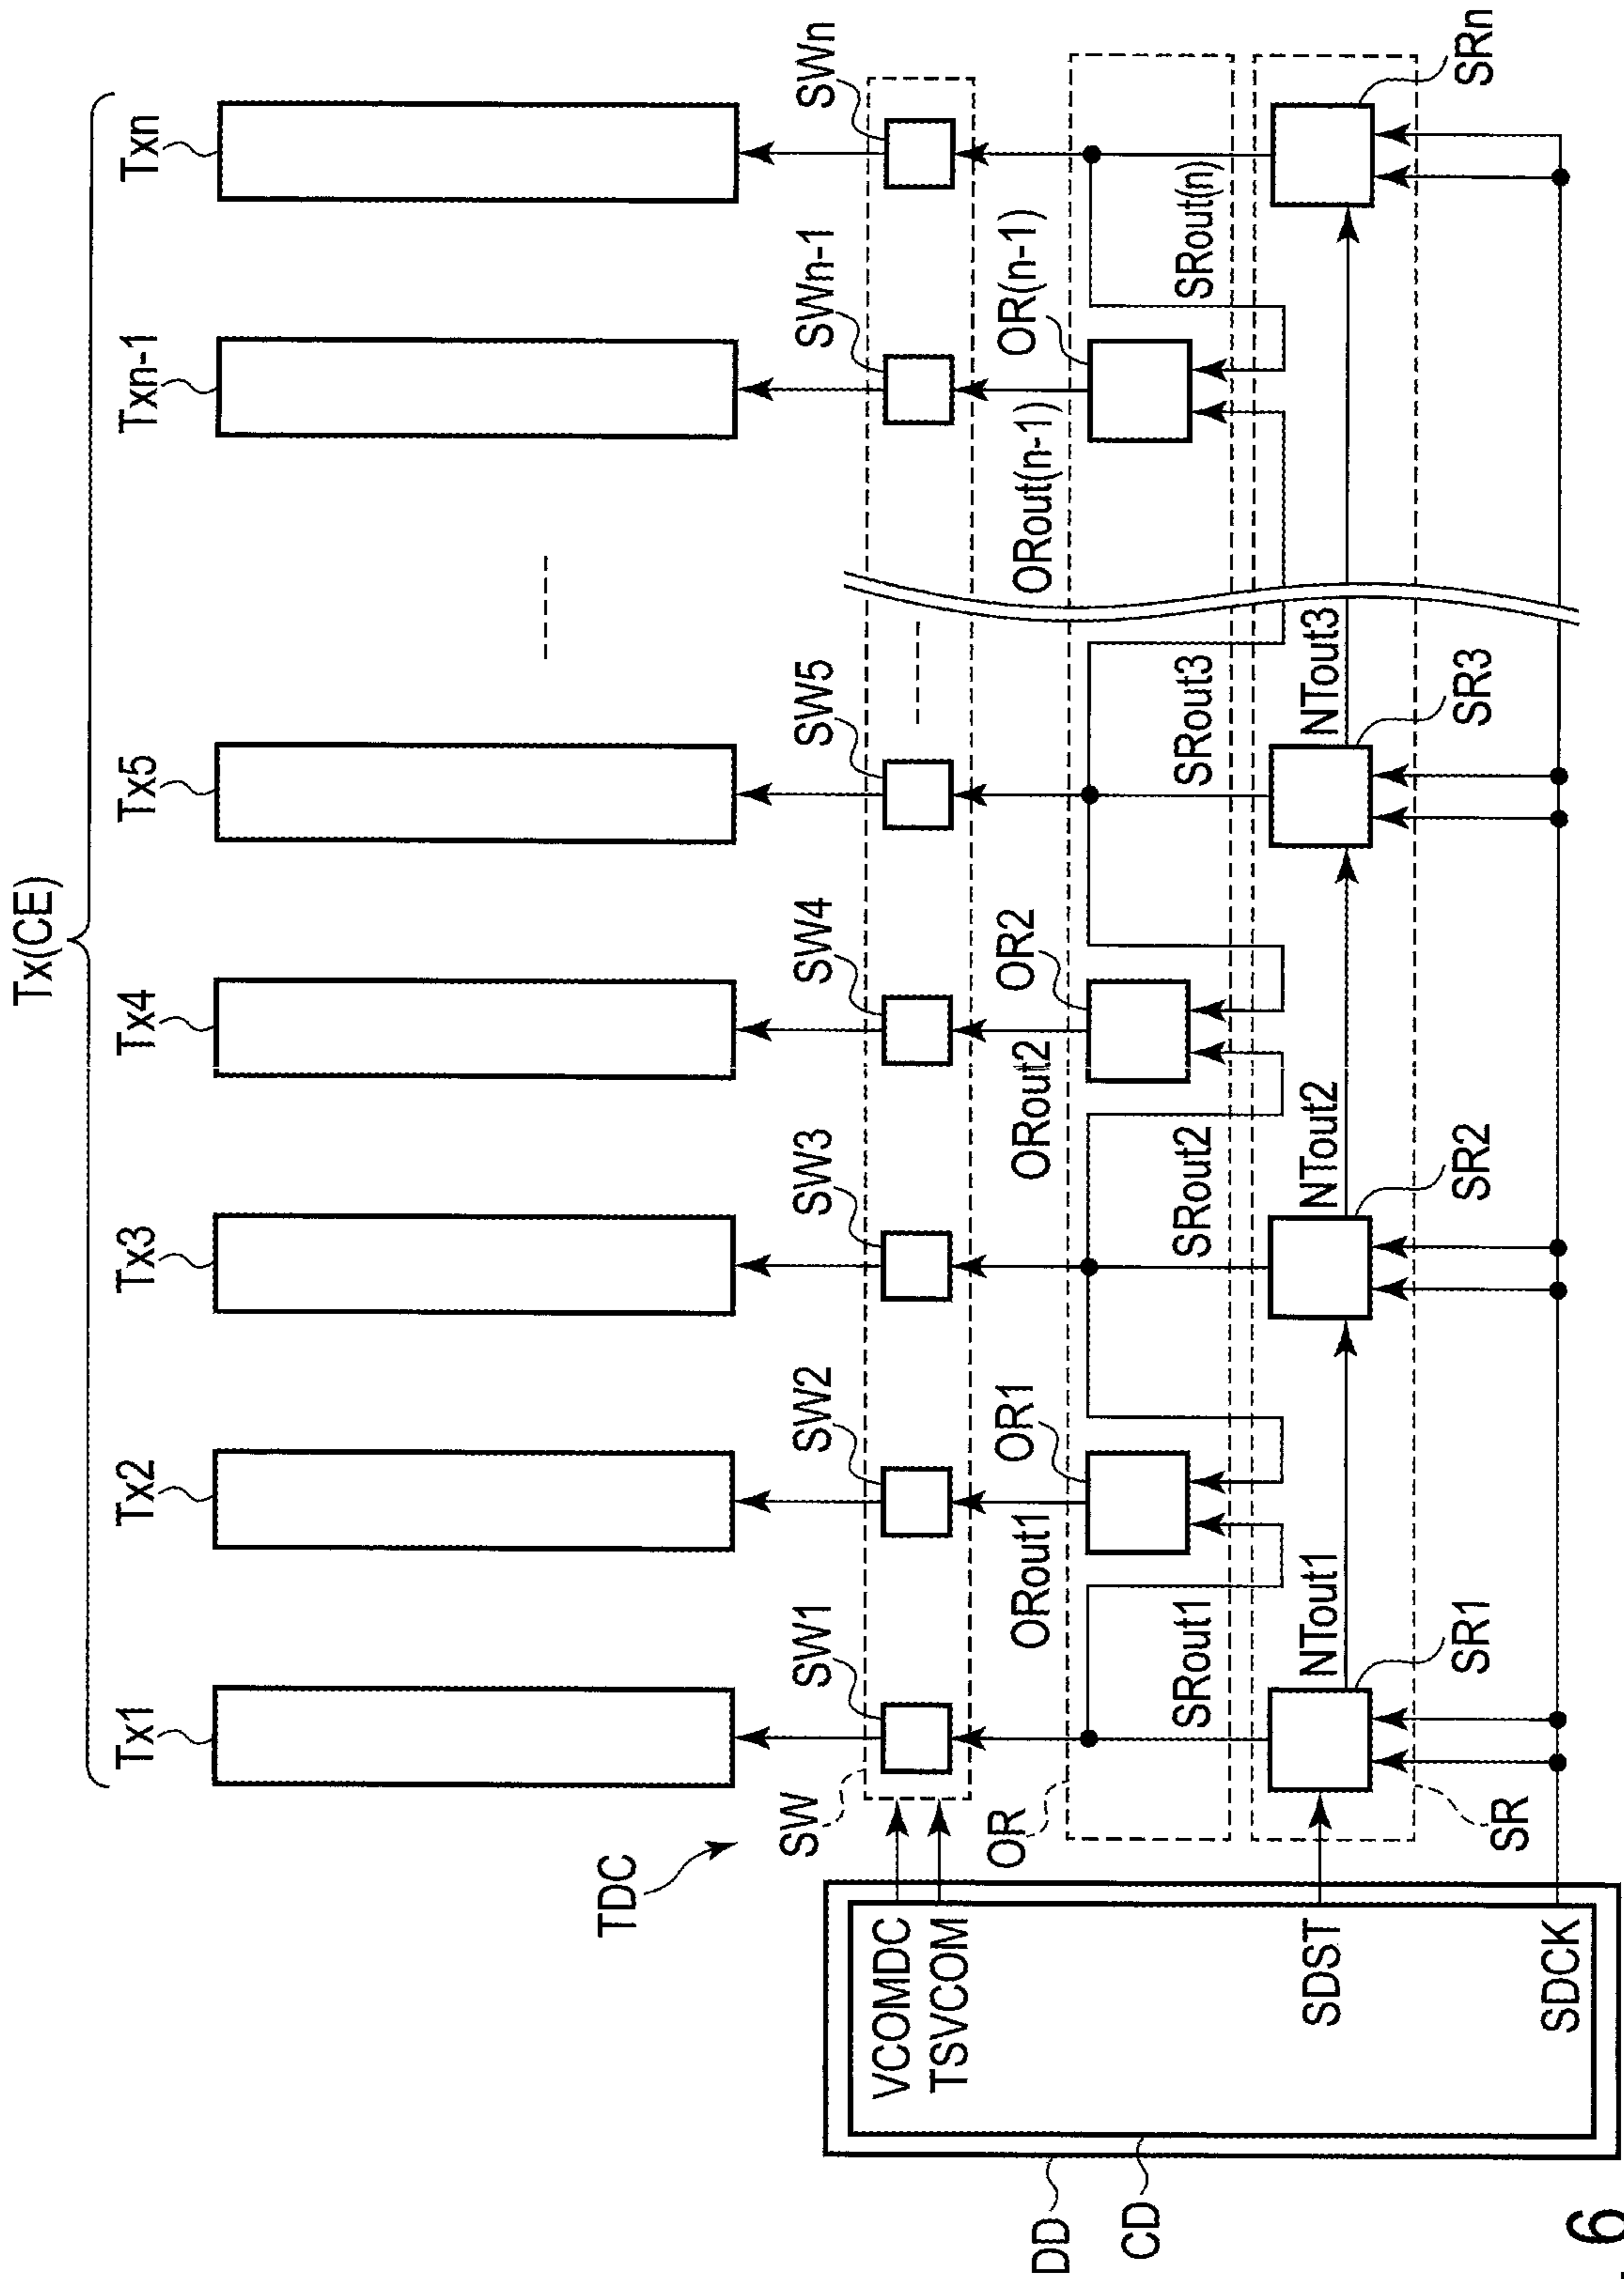 Tx(CE)
Tx1
Tx2
Tx3
Tx4
Tx5
Txn-1
Txn
TDC
SW
SW1
SW2
SW3
SW4
SW5
SWn-1
SWn
VCOMDC
TSVCOM
OR
ORout1
OR1
ORout2
OR2
ORout(n-1)
OR(n-1)
SRout1
SRout2
SRout3
SRout(n)
SDST
NTout1
NTout2
NTout3
SR
SR1
SR2
SR3
SRn
SDCK
DD
CD
6